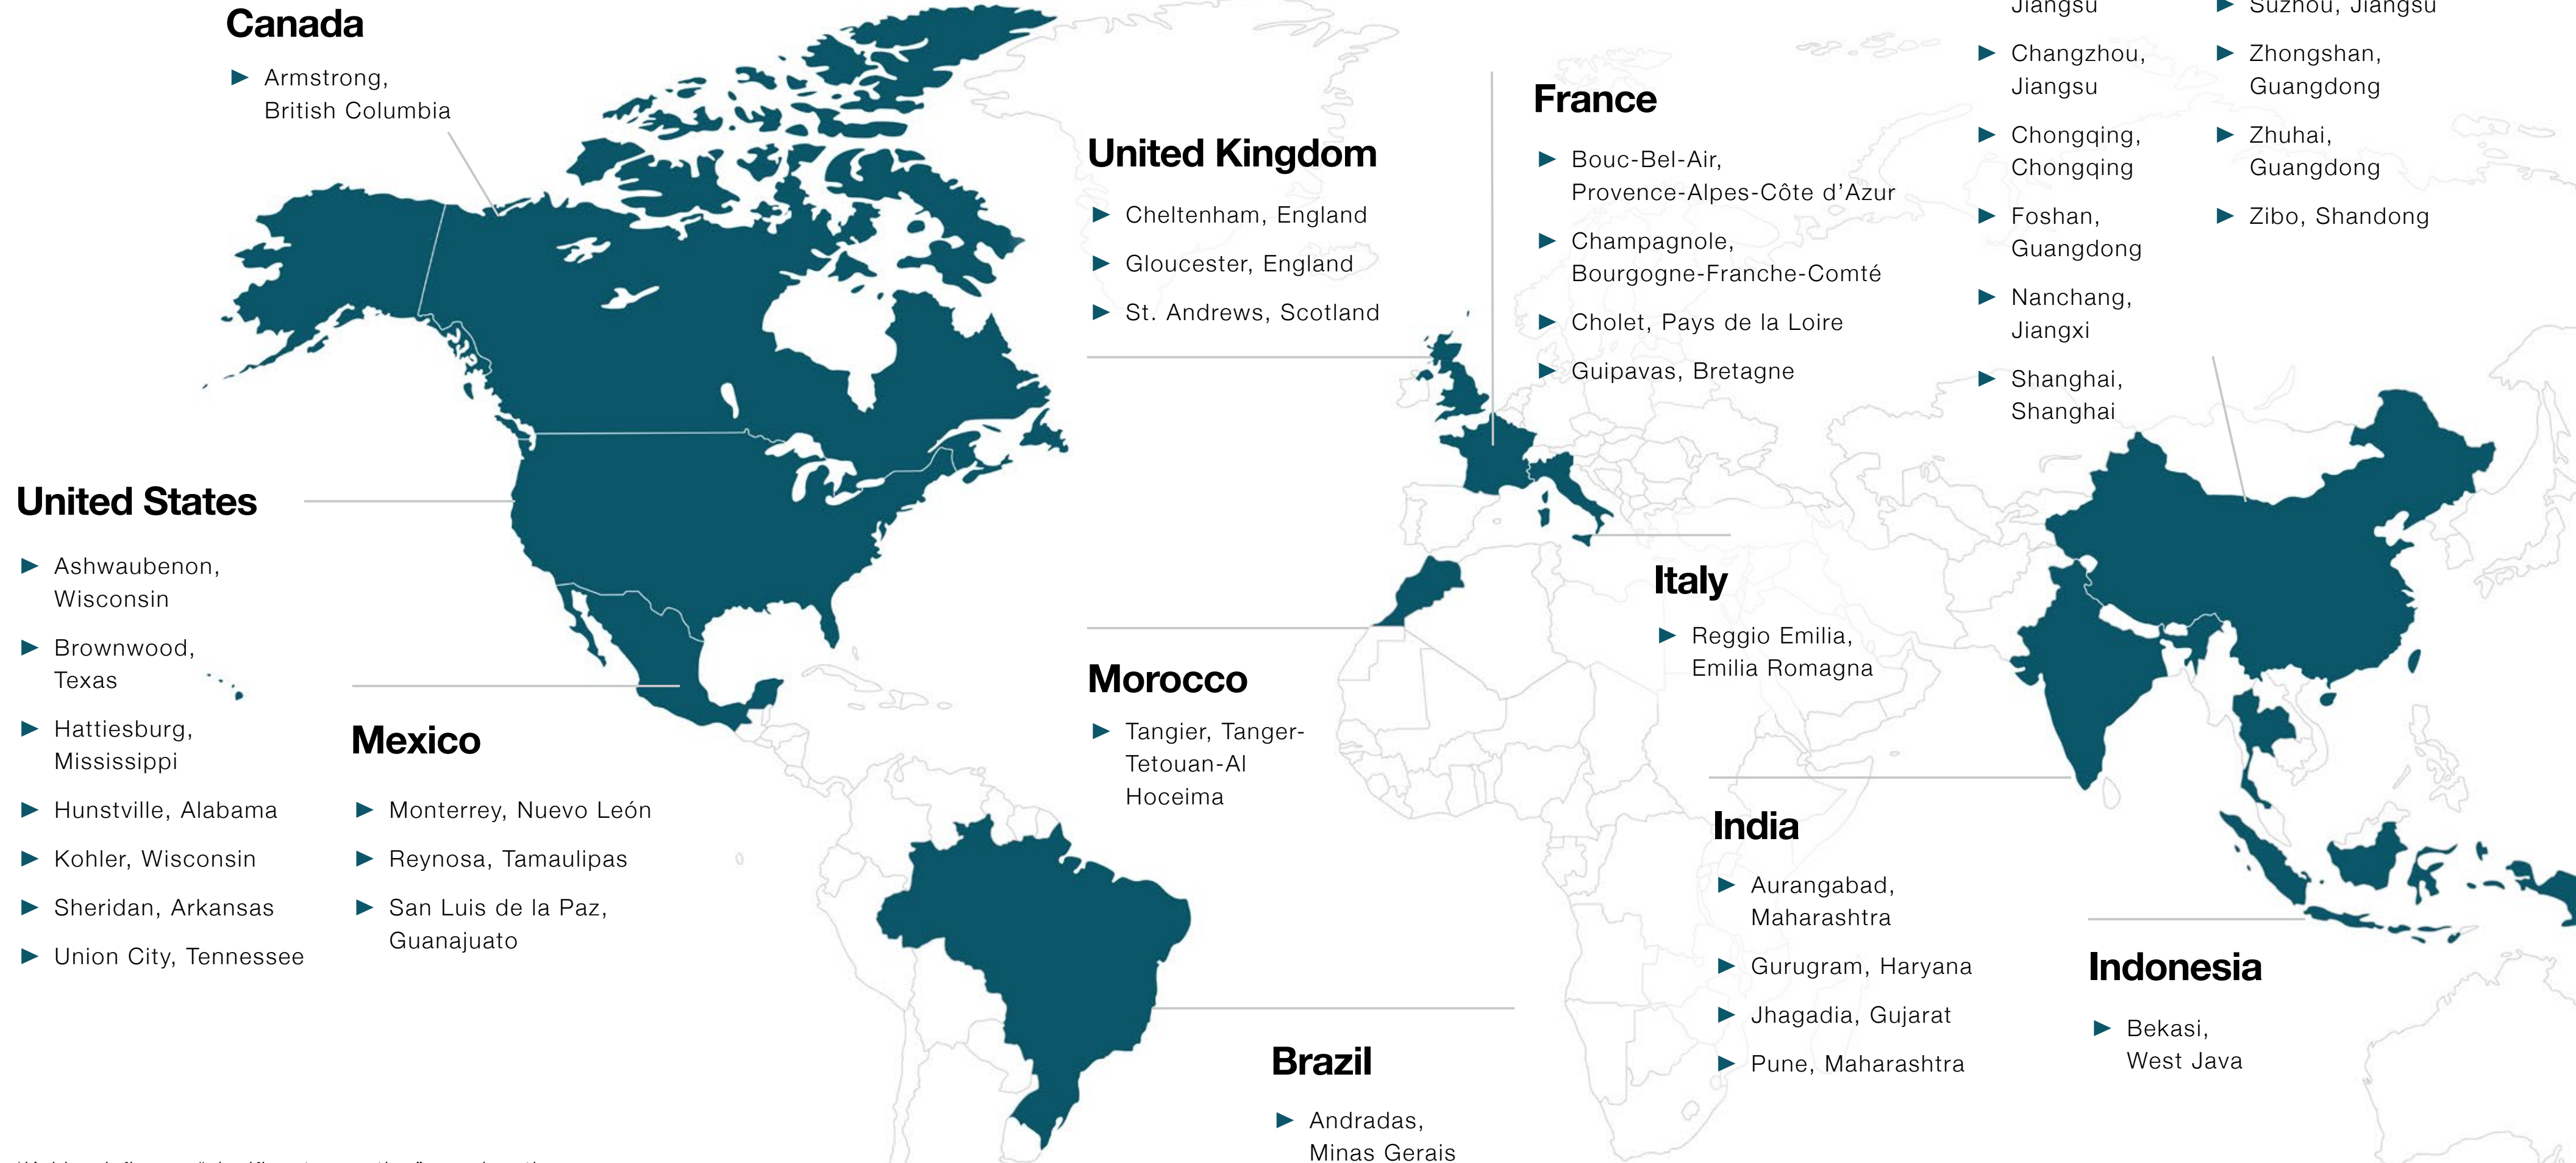 Canada
Armstrong,
British Columbia
United States
Ashwaubenon,
Wisconsin
Brownwood,
Texas
Hattiesburg,
Mississippi
Hunstville, Alabama
Kohler, Wisconsin
Sheridan, Arkansas
Union City, Tennessee
Mexico
Monterrey, Nuevo León
Reynosa, Tamaulipas
San Luis de la Paz,
Guanajuato
United Kingdom
Cheltenham, England
Gloucester, England
St. Andrews, Scotland
Morocco
Tangier, Tanger-
Tetouan-Al
Hoceima
Brazil
Andradas,
Minas Gerais
France
Bouc-Bel-Air,
Provence-Alpes-Côte d’Azur
Champagnole,
Bourgogne-Franche-Comté
Cholet, Pays de la Loire
Guipavas, Bretagne
Italy
Reggio Emilia,
Emilia Romagna
India
Aurangabad,
Maharashtra
Gurugram, Haryana
Jhagadia, Gujarat
Pune, Maharashtra
Jiangsu
Changzhou,
Jiangsu
Chongqing,
Chongqing
Foshan,
Guangdong
Nanchang,
Jiangxi
Shanghai,
Shanghai
Suzhou, Jiangsu
Zhongshan,
Guangdong
Zhuhai,
Guangdong
Zibo, Shandong
Indonesia
Bekasi,
West Java